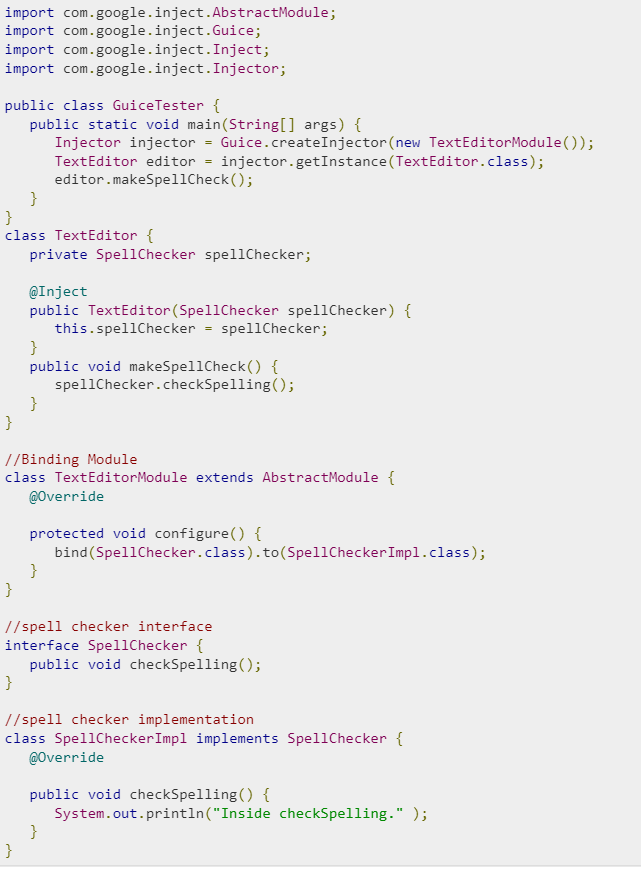 import com.google.inject.AbstractModule;
import com.google.inject.Guice;
import com.google.inject.Inject;
import com.google.inject.Injector;

public class GuiceTester {
   public static void main(String[] args) {
      Injector injector = Guice.createInjector(new TextEditorModule());
      TextEditor editor = injector.getInstance(TextEditor.class);
      editor.makeSpellCheck();
   }
}
class TextEditor {
   private SpellChecker spellChecker;

   @Inject
   public TextEditor(SpellChecker spellChecker) {
      this.spellChecker = spellChecker;
   }
   public void makeSpellCheck() {
      spellChecker.checkSpelling();
   }
}

//Binding Module
class TextEditorModule extends AbstractModule {
   @Override

   protected void configure() {
      bind(SpellChecker.class).to(SpellCheckerImpl.class);
   }
}

//spell checker interface
interface SpellChecker {
   public void checkSpelling();
}

//spell checker implementation
class SpellCheckerImpl implements SpellChecker {
   @Override

   public void checkSpelling() {
      System.out.println("Inside checkSpelling." );
   }
}